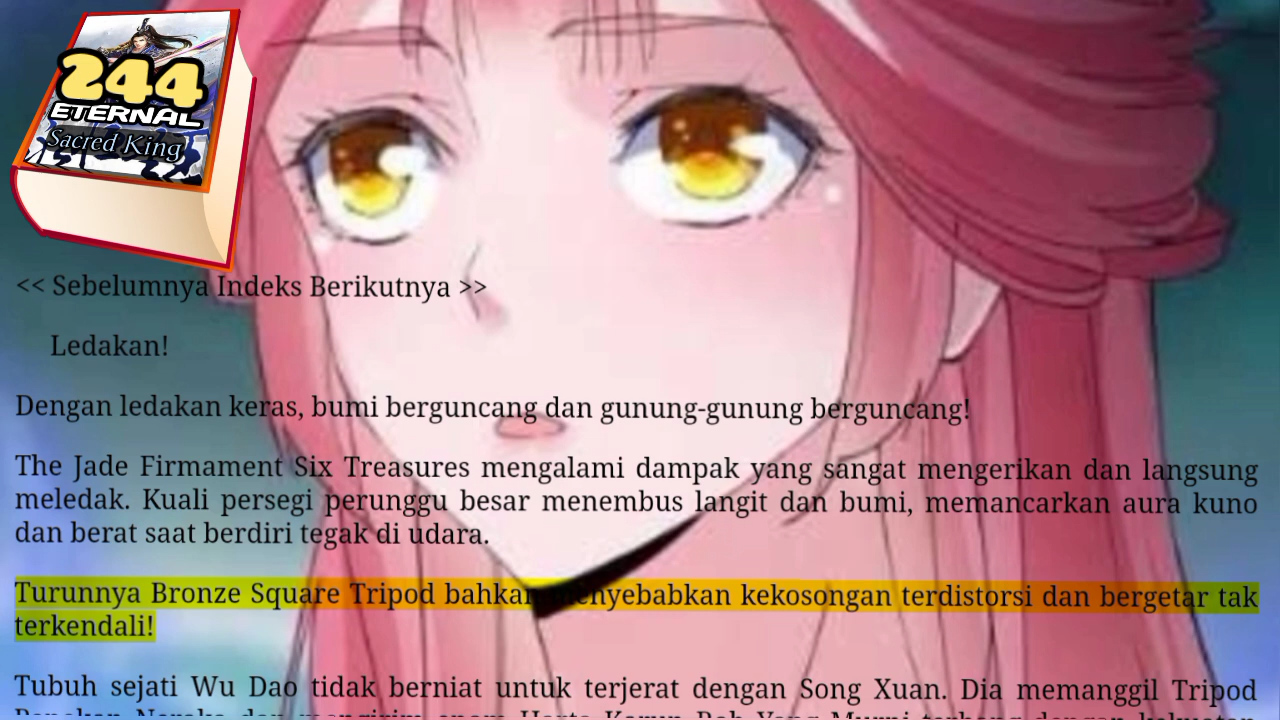 244
ETERNAL
Sacred King
<< Sebelumnya Indeks Berikutnya >>
Ledakan!
Dengan ledakan keras, bumi berguncang dan gunung-gunung berguncang!
The Jade Firmament Six Treasures mengalami dampak yang sangat mengerikan dan langsung
meledak. Kuali persegi perunggu besar menembus langit dan bumi, memancarkan aura kuno
dan berat saat berdiri tegak di udara.
Turunnya Bronze Square Tripod bahkan menyebabkan kekosongan terdistorsi dan bergetar tak
terkendali!
Tubuh sejati Wu Dao tidak berniat untuk terjerat dengan Song Xuan. Dia memanggil Tripod